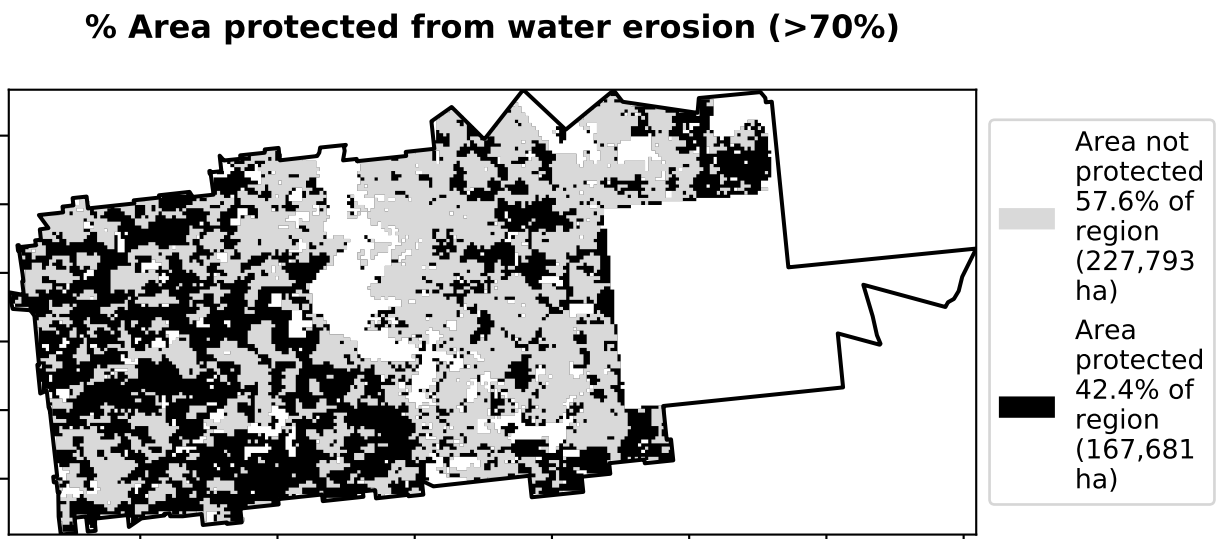 % Area protected from water erosion (>70%)
Area not
protected
57.6% of
region
(227,793
ha)
Area
protected
42.4% of
region
(167,681
ha)